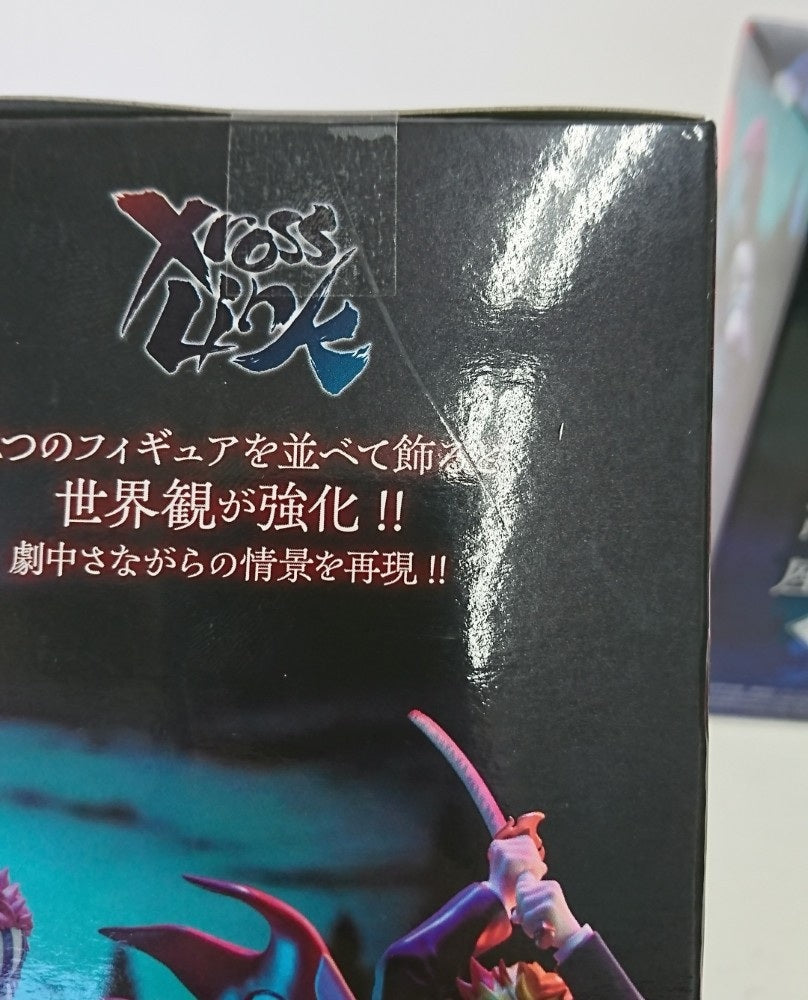 Xross
Link
つのフィギュアを並べて飾ると
世界観が強化!!
劇中さながらの情景を再現!!